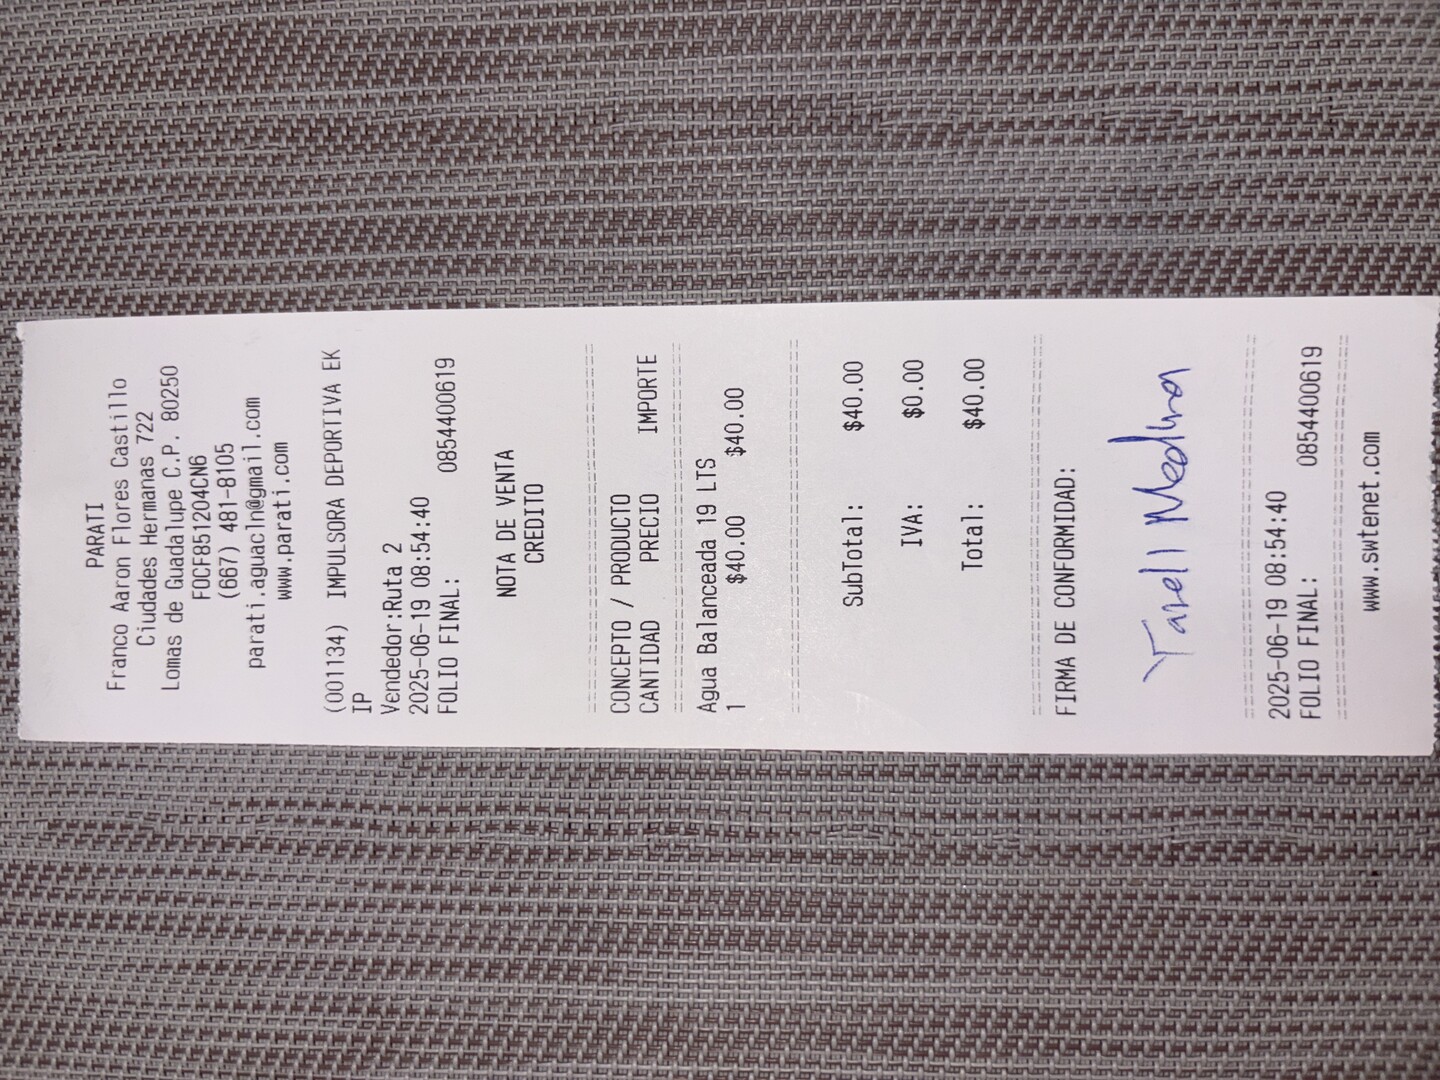 PARATI
Franco Aaron Flores Castillo
Ciudades Hermanas 722
Lomas de Guadalupe C.P. 80250
FOCF851204CN6
(667) 481-8105
parati.aguacln@gmail.com
www.parati.com
(001134) IMPULSORA DEPORTIVA EK
IP
Vendedor:Ruta 2
2025-06-19 08:54:40
FOLIO FINAL: 0854400619
NOTA DE VENTA
CREDITO
CONCEPTO / PRODUCTO
CANTIDAD PRECIO IMPORTE
Agua Balanceada 19 LTS
1 $40.00 $40.00
SubTotal: $40.00
IVA: $0.00
Total: $40.00
FIRMA DE CONFORMIDAD:
Yarell Medina
2025-06-19 08:54:40
FOLIO FINAL: 0854400619
www.swtenet.com